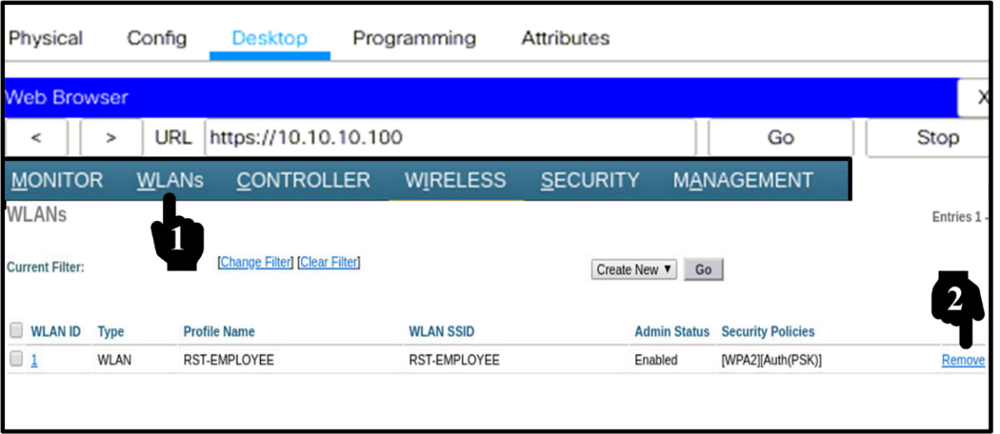 Physical Config Desktop Programming Attributes
Web Browser X
< > URL https://10.10.10.100 Go Stop
MONITOR WLANs CONTROLLER WIRELESS SECURITY MANAGEMENT
WLANs Entries 1 -
1
Current Filter: [Change Filter] [Clear Filter] Create New ▼ Go
2
WLAN ID Type Profile Name WLAN SSID Admin Status Security Policies
1 WLAN RST-EMPLOYEE RST-EMPLOYEE Enabled [WPA2][Auth(PSK)] Remove